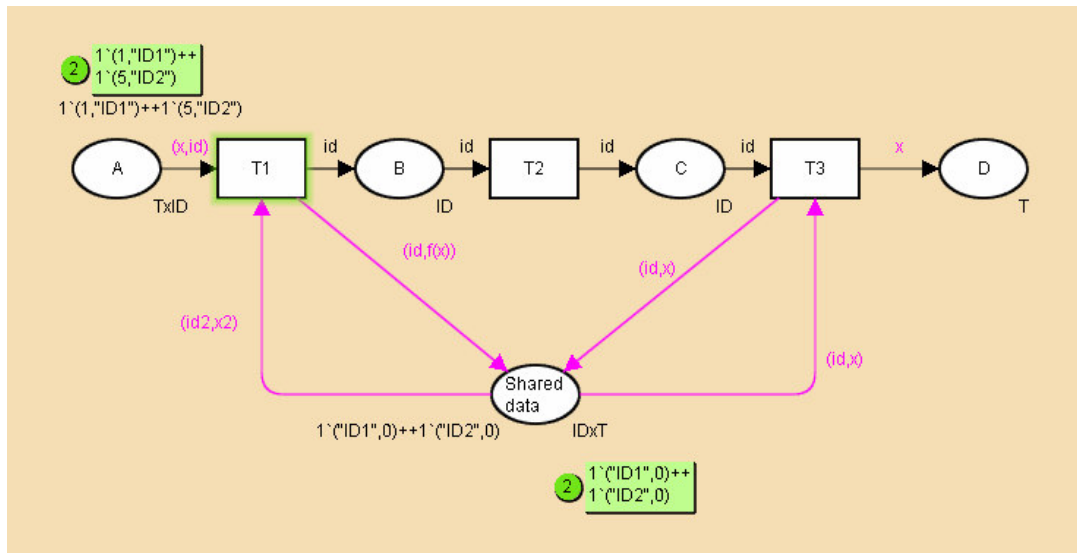 2
1`(1,"ID1")++
1`(5,"ID2")
1`(1,"ID1")++1`(5,"ID2")
A
(x,id)
T1
id
B
id
T2
id
C
id
T3
x
D
TxID
ID
ID
T
(id,f(x))
(id,x)
(id2,x2)
(id,x)
Shared
data
1`("ID1",0)++1`("ID2",0)
IDxT
2
1`("ID1",0)++
1`("ID2",0)